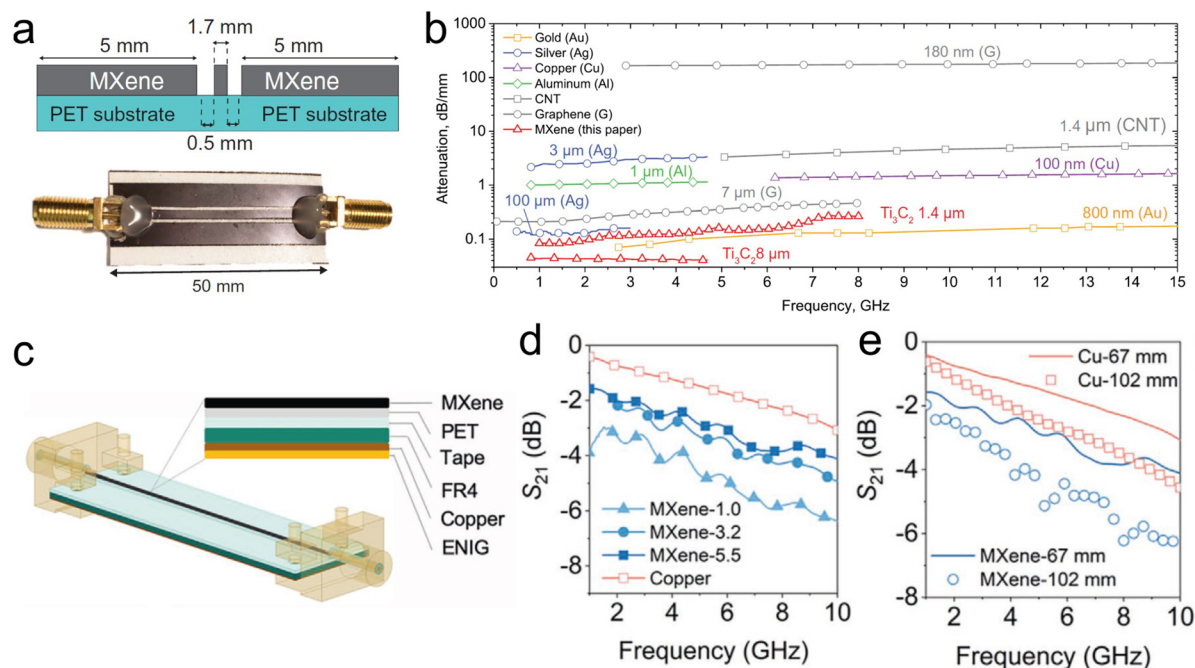 a
1.7 mm
5 mm
5 mm
MXene
MXene
PET substrate
PET substrate
0.5 mm
50 mm
b
Attenuation, dB/mm
1000
100
10
1
0.1
Gold (Au)
Silver (Ag)
Copper (Cu)
Aluminum (Al)
CNT
Graphene (G)
MXene (this paper)
180 nm (G)
1.4 µm (CNT)
3 µm (Ag)
100 nm (Cu)
1 µm (Al)
7 µm (G)
100 µm (Ag)
Ti₃C₂ 1.4 µm
800 nm (Au)
Ti₃C₂8 µm
0 1 2 3 4 5 6 7 8 9 10 11 12 13 14 15
Frequency, GHz
c
MXene
PET
Tape
FR4
Copper
ENIG
d
S₂₁ (dB)
0
-2
-4
-6
-8
MXene-1.0
MXene-3.2
MXene-5.5
Copper
2 4 6 8 10
Frequency (GHz)
e
S₂₁ (dB)
0
-2
-4
-6
-8
Cu-67 mm
Cu-102 mm
MXene-67 mm
MXene-102 mm
2 4 6 8 10
Frequency (GHz)